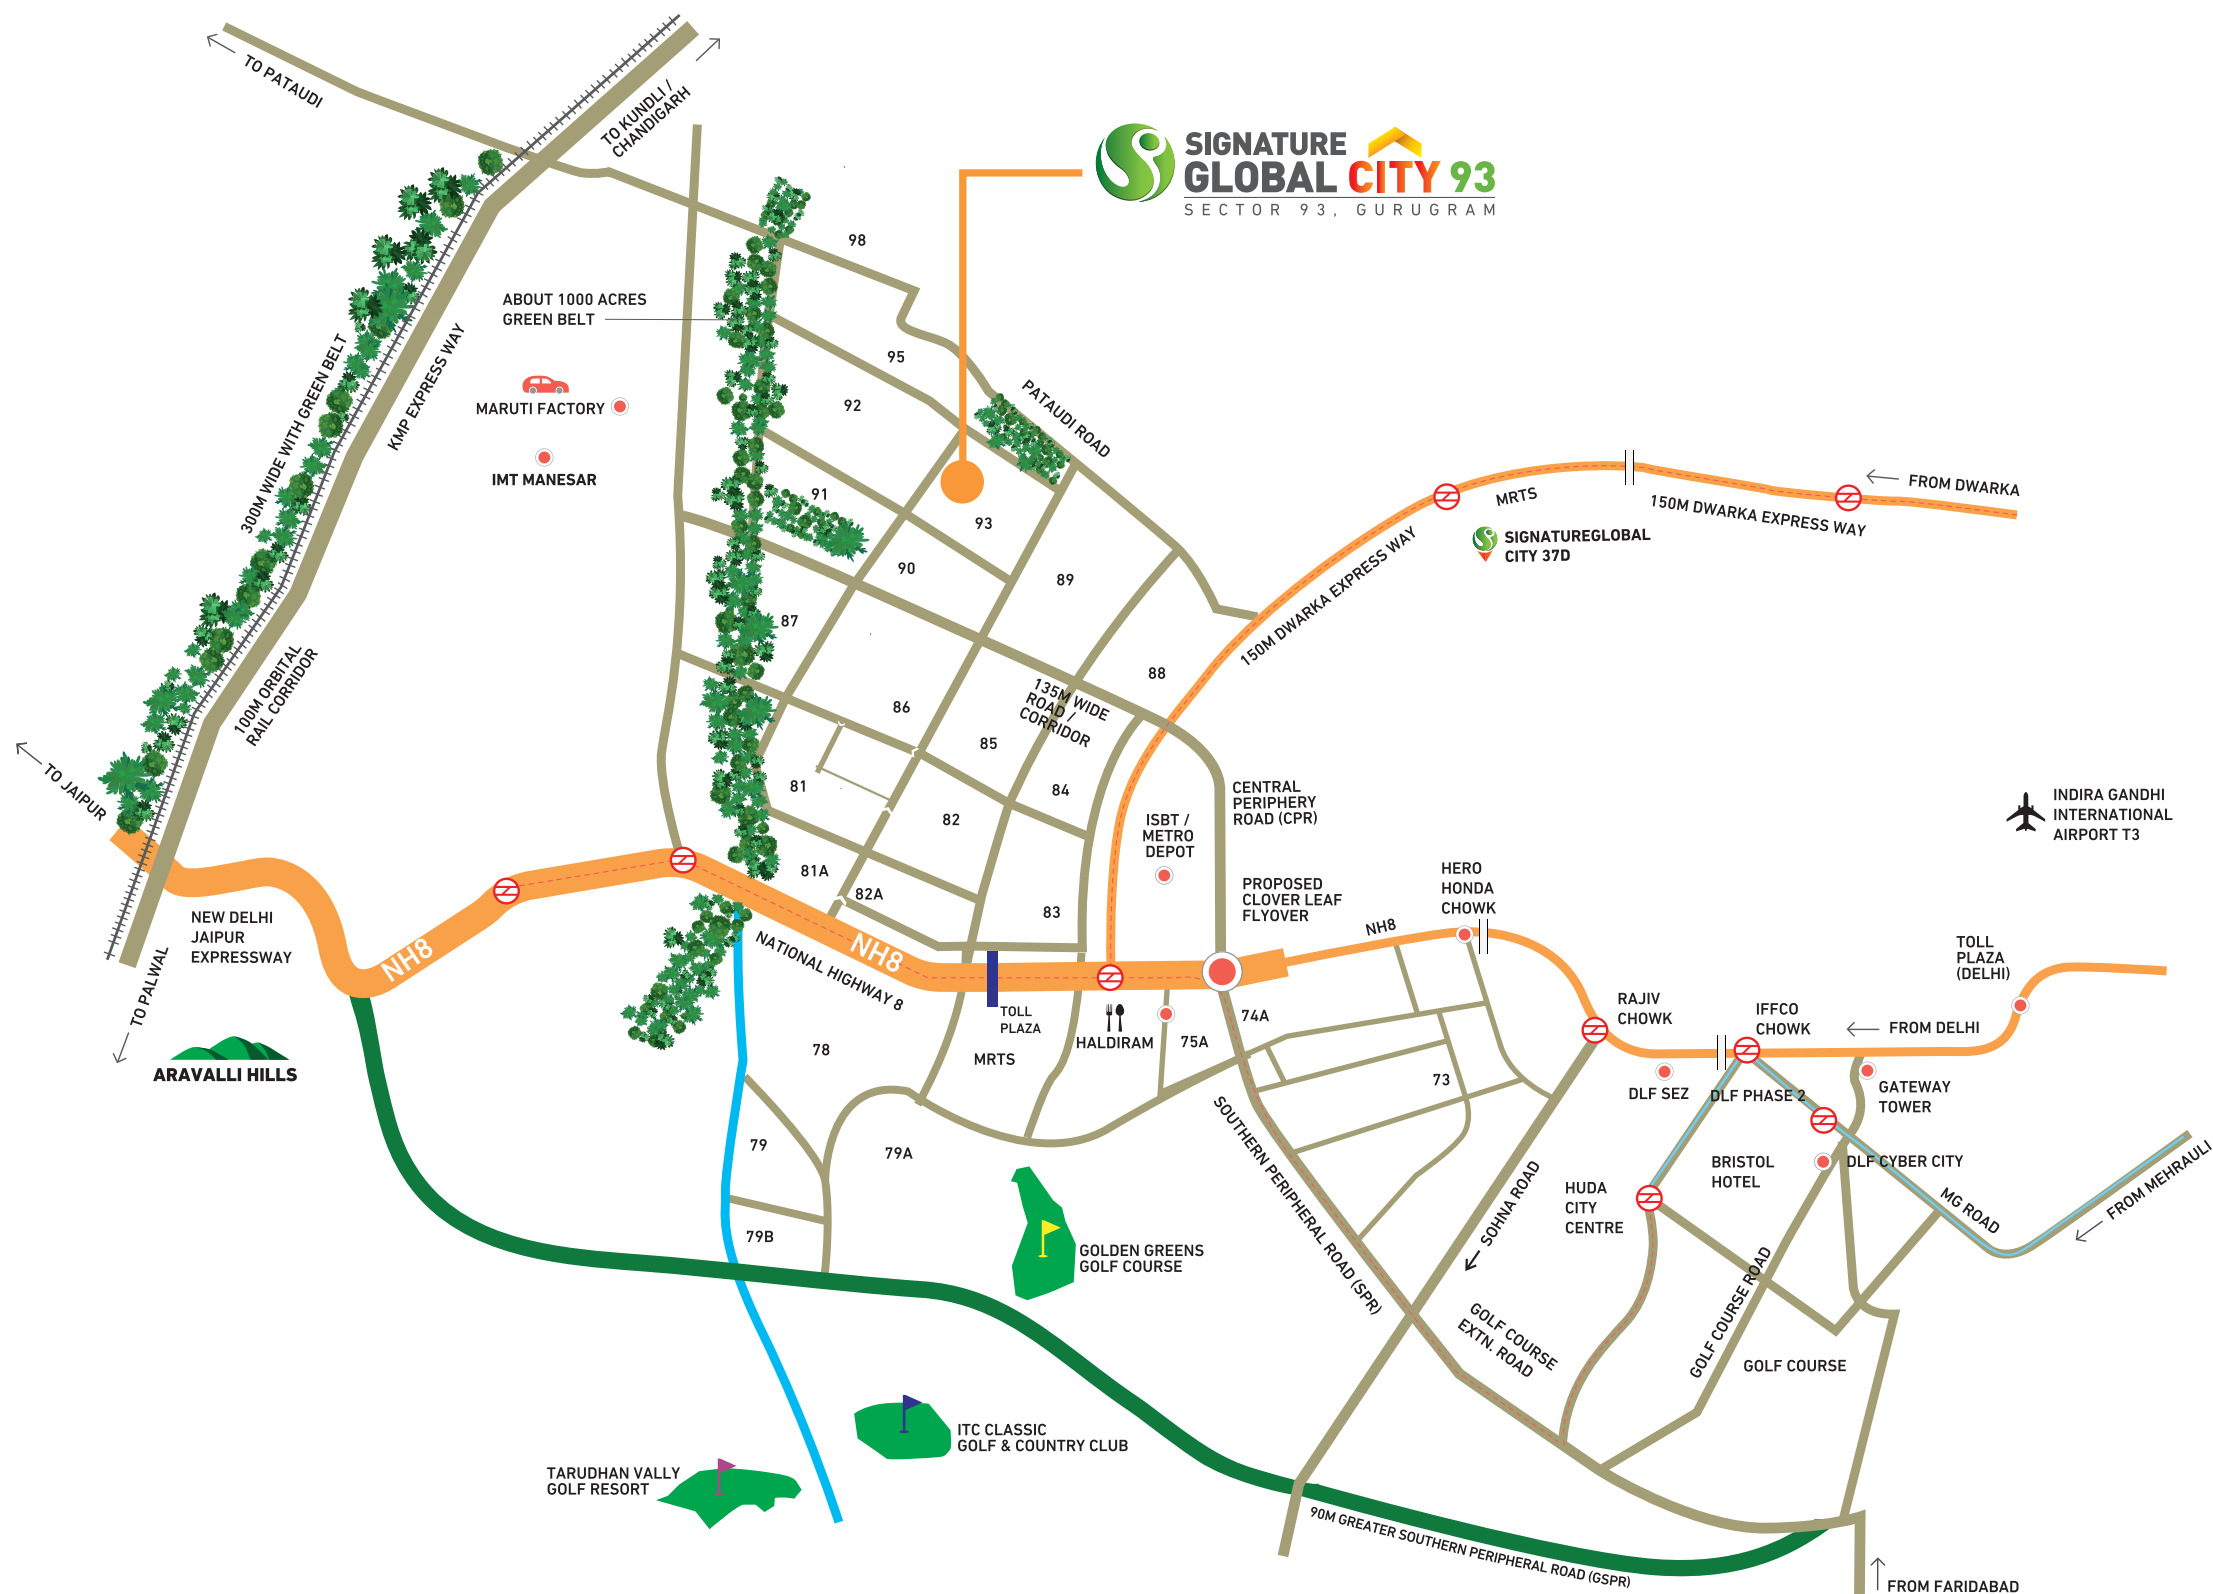 TO PATAUDI
TO KUNDLI /
CHANDIGARH
SIGNATURE
GLOBAL CITY 93
SECTOR 93, GURUGRAM
98
ABOUT 1000 ACRES
GREEN BELT
95
92
MARUTI FACTORY
IMT MANESAR
300M WIDE WITH GREEN BELT
KMP EXPRESS WAY
PATAUDI ROAD
91
93
90
89
87
88
86
85
84
81
82
81A
82A
83
135M WIDE
ROAD /
CORRIDOR
150M DWARKA EXPRESS WAY
MRTS
150M DWARKA EXPRESS WAY
FROM DWARKA
SIGNATUREGLOBAL
CITY 37D
100M ORBITAL
RAIL CORRIDOR
TO JAIPUR
CENTRAL
PERIPHERY
ROAD (CPR)
ISBT /
METRO
DEPOT
INDIRA GANDHI
INTERNATIONAL
AIRPORT T3
PROPOSED
CLOVER LEAF
FLYOVER
HERO
HONDA
CHOWK
NH8
NEW DELHI
JAIPUR
EXPRESSWAY
NH8
NH8
NATIONAL HIGHWAY 8
TO PALWAL
ARAVALLI HILLS
TOLL
PLAZA
MRTS
HALDIRAM
75A
74A
73
78
79
79A
79B
TOLL
PLAZA
(DELHI)
RAJIV
CHOWK
IFFCO
CHOWK
FROM DELHI
DLF SEZ
DLF PHASE 2
GATEWAY
TOWER
BRISTOL
HOTEL
DLF CYBER CITY
HUDA
CITY
CENTRE
MG ROAD
FROM MEHRAULI
SOHNA ROAD
SOUTHERN PERIPHERAL ROAD (SPR)
GOLF COURSE
EXTN. ROAD
GOLF COURSE ROAD
GOLF COURSE
GOLDEN GREENS
GOLF COURSE
ITC CLASSIC
GOLF & COUNTRY CLUB
TARUDHAN VALLY
GOLF RESORT
90M GREATER SOUTHERN PERIPHERAL ROAD (GSPR)
FROM FARIDABAD